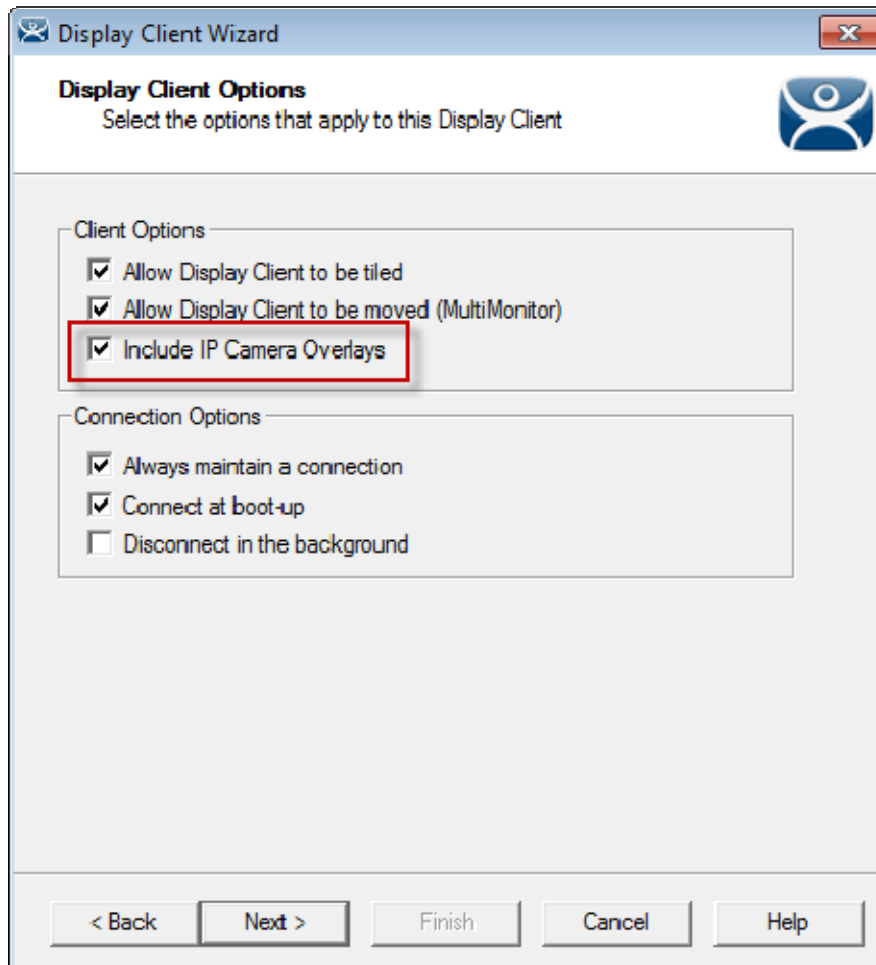 Display Client Wizard
Display Client Options
Select the options that apply to this Display Client
Client Options
Allow Display Client to be tiled
Allow Display Client to be moved (MultiMonitor)
Include IP Camera Overlays
Connection Options
Always maintain a connection
Connect at boot-up
Disconnect in the background
< Back Next > Finish Cancel Help